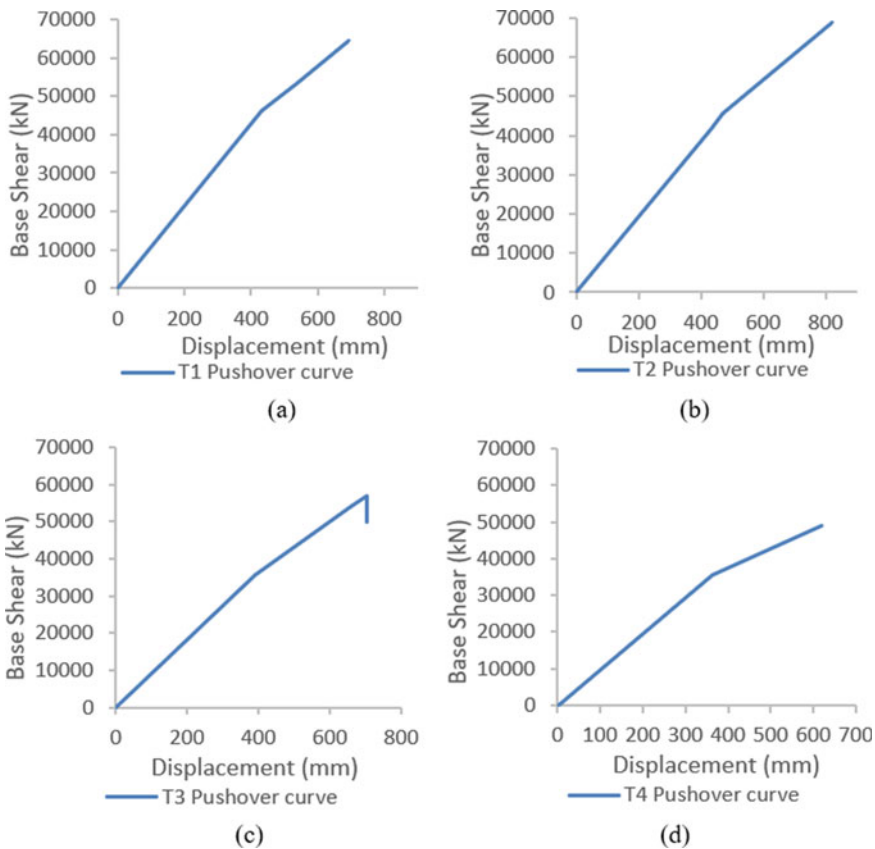 70000
60000
50000
40000
30000
20000
10000
0
Base Shear (kN)
0 200 400 600 800
Displacement (mm)
T1 Pushover curve
(a)
70000
60000
50000
40000
30000
20000
10000
0
Base Shear (kN)
0 200 400 600 800
Displacement (mm)
T2 Pushover curve
(b)
70000
60000
50000
40000
30000
20000
10000
0
Base Shear (kN)
0 200 400 600 800
Displacement (mm)
T3 Pushover curve
(c)
70000
60000
50000
40000
30000
20000
10000
0
Base Shear (kN)
0 100 200 300 400 500 600 700
Displacement (mm)
T4 Pushover curve
(d)